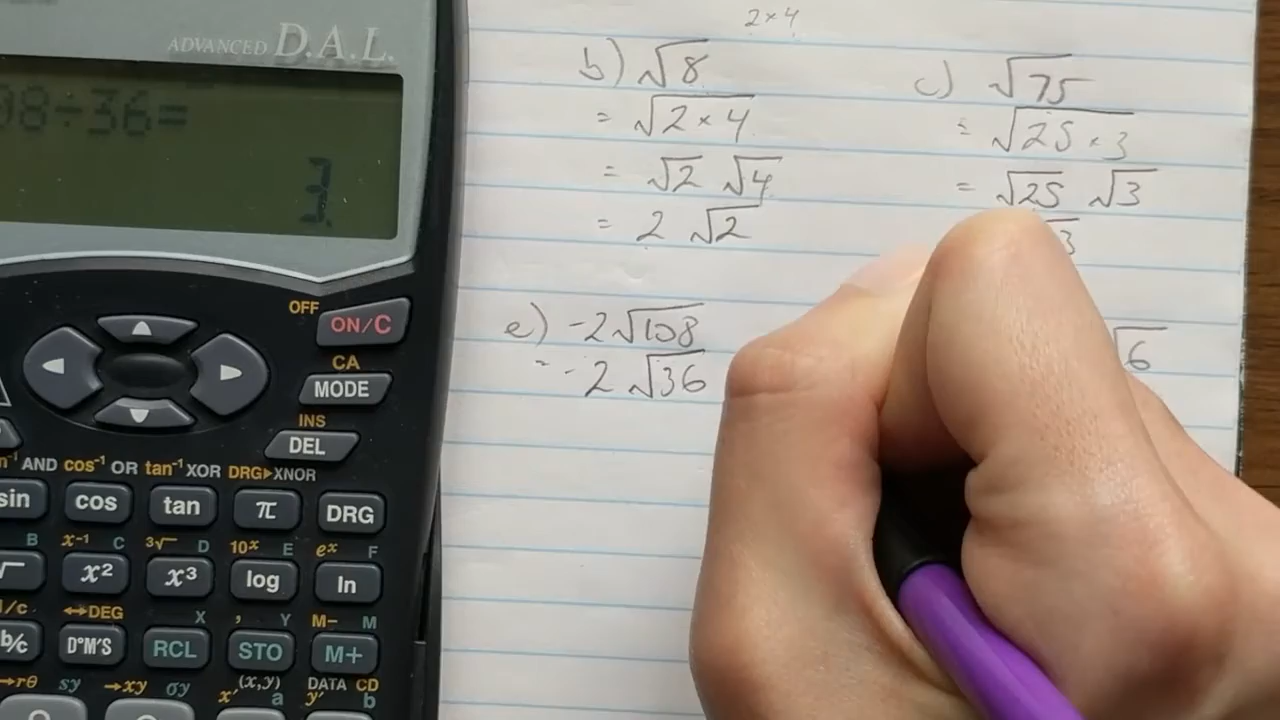 ADVANCED D.A.L.
08÷36=
3.
OFF
ON/C
CA
MODE
INS
DEL
AND cos⁻¹ OR tan⁻¹ XOR DRG▸XNOR
sin cos tan π DRG
B x⁻¹ C ³√ D 10ˣ E eˣ F
√ x² x³ log ln
↔DEG X , Y M- M
b/c D°M'S RCL STO M+
→rθ sy →xy σy (x,y) DATA CD
x' a y' b
2×4
b) √8
= √2×4
= √2 √4
= 2 √2
c) √75
= √25×3
= √25 √3
3
e) -2√108
= -2 √36
√6